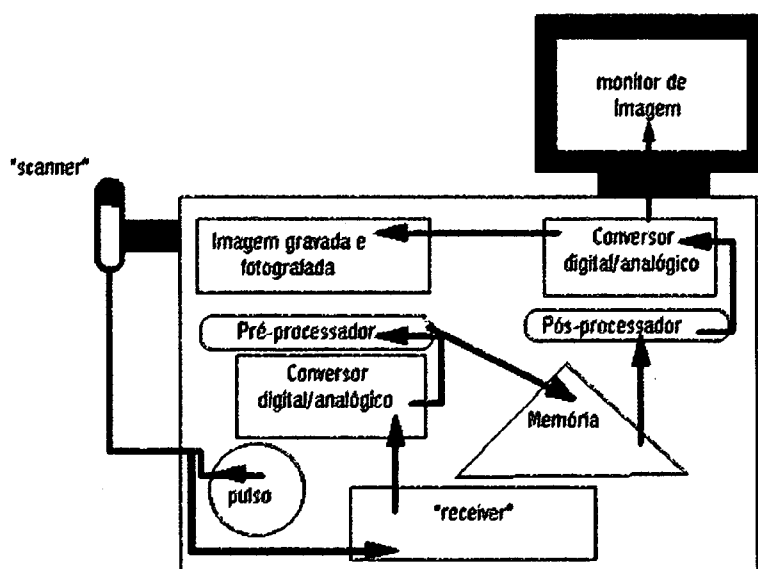 monitor de
Imagem
"scanner"
Imagem gravada e
fotografada
Conversor
digital/analógico
Pré-processador
Pós-processador
Conversor
digital/analógico
Memória
pulso
"receiver"